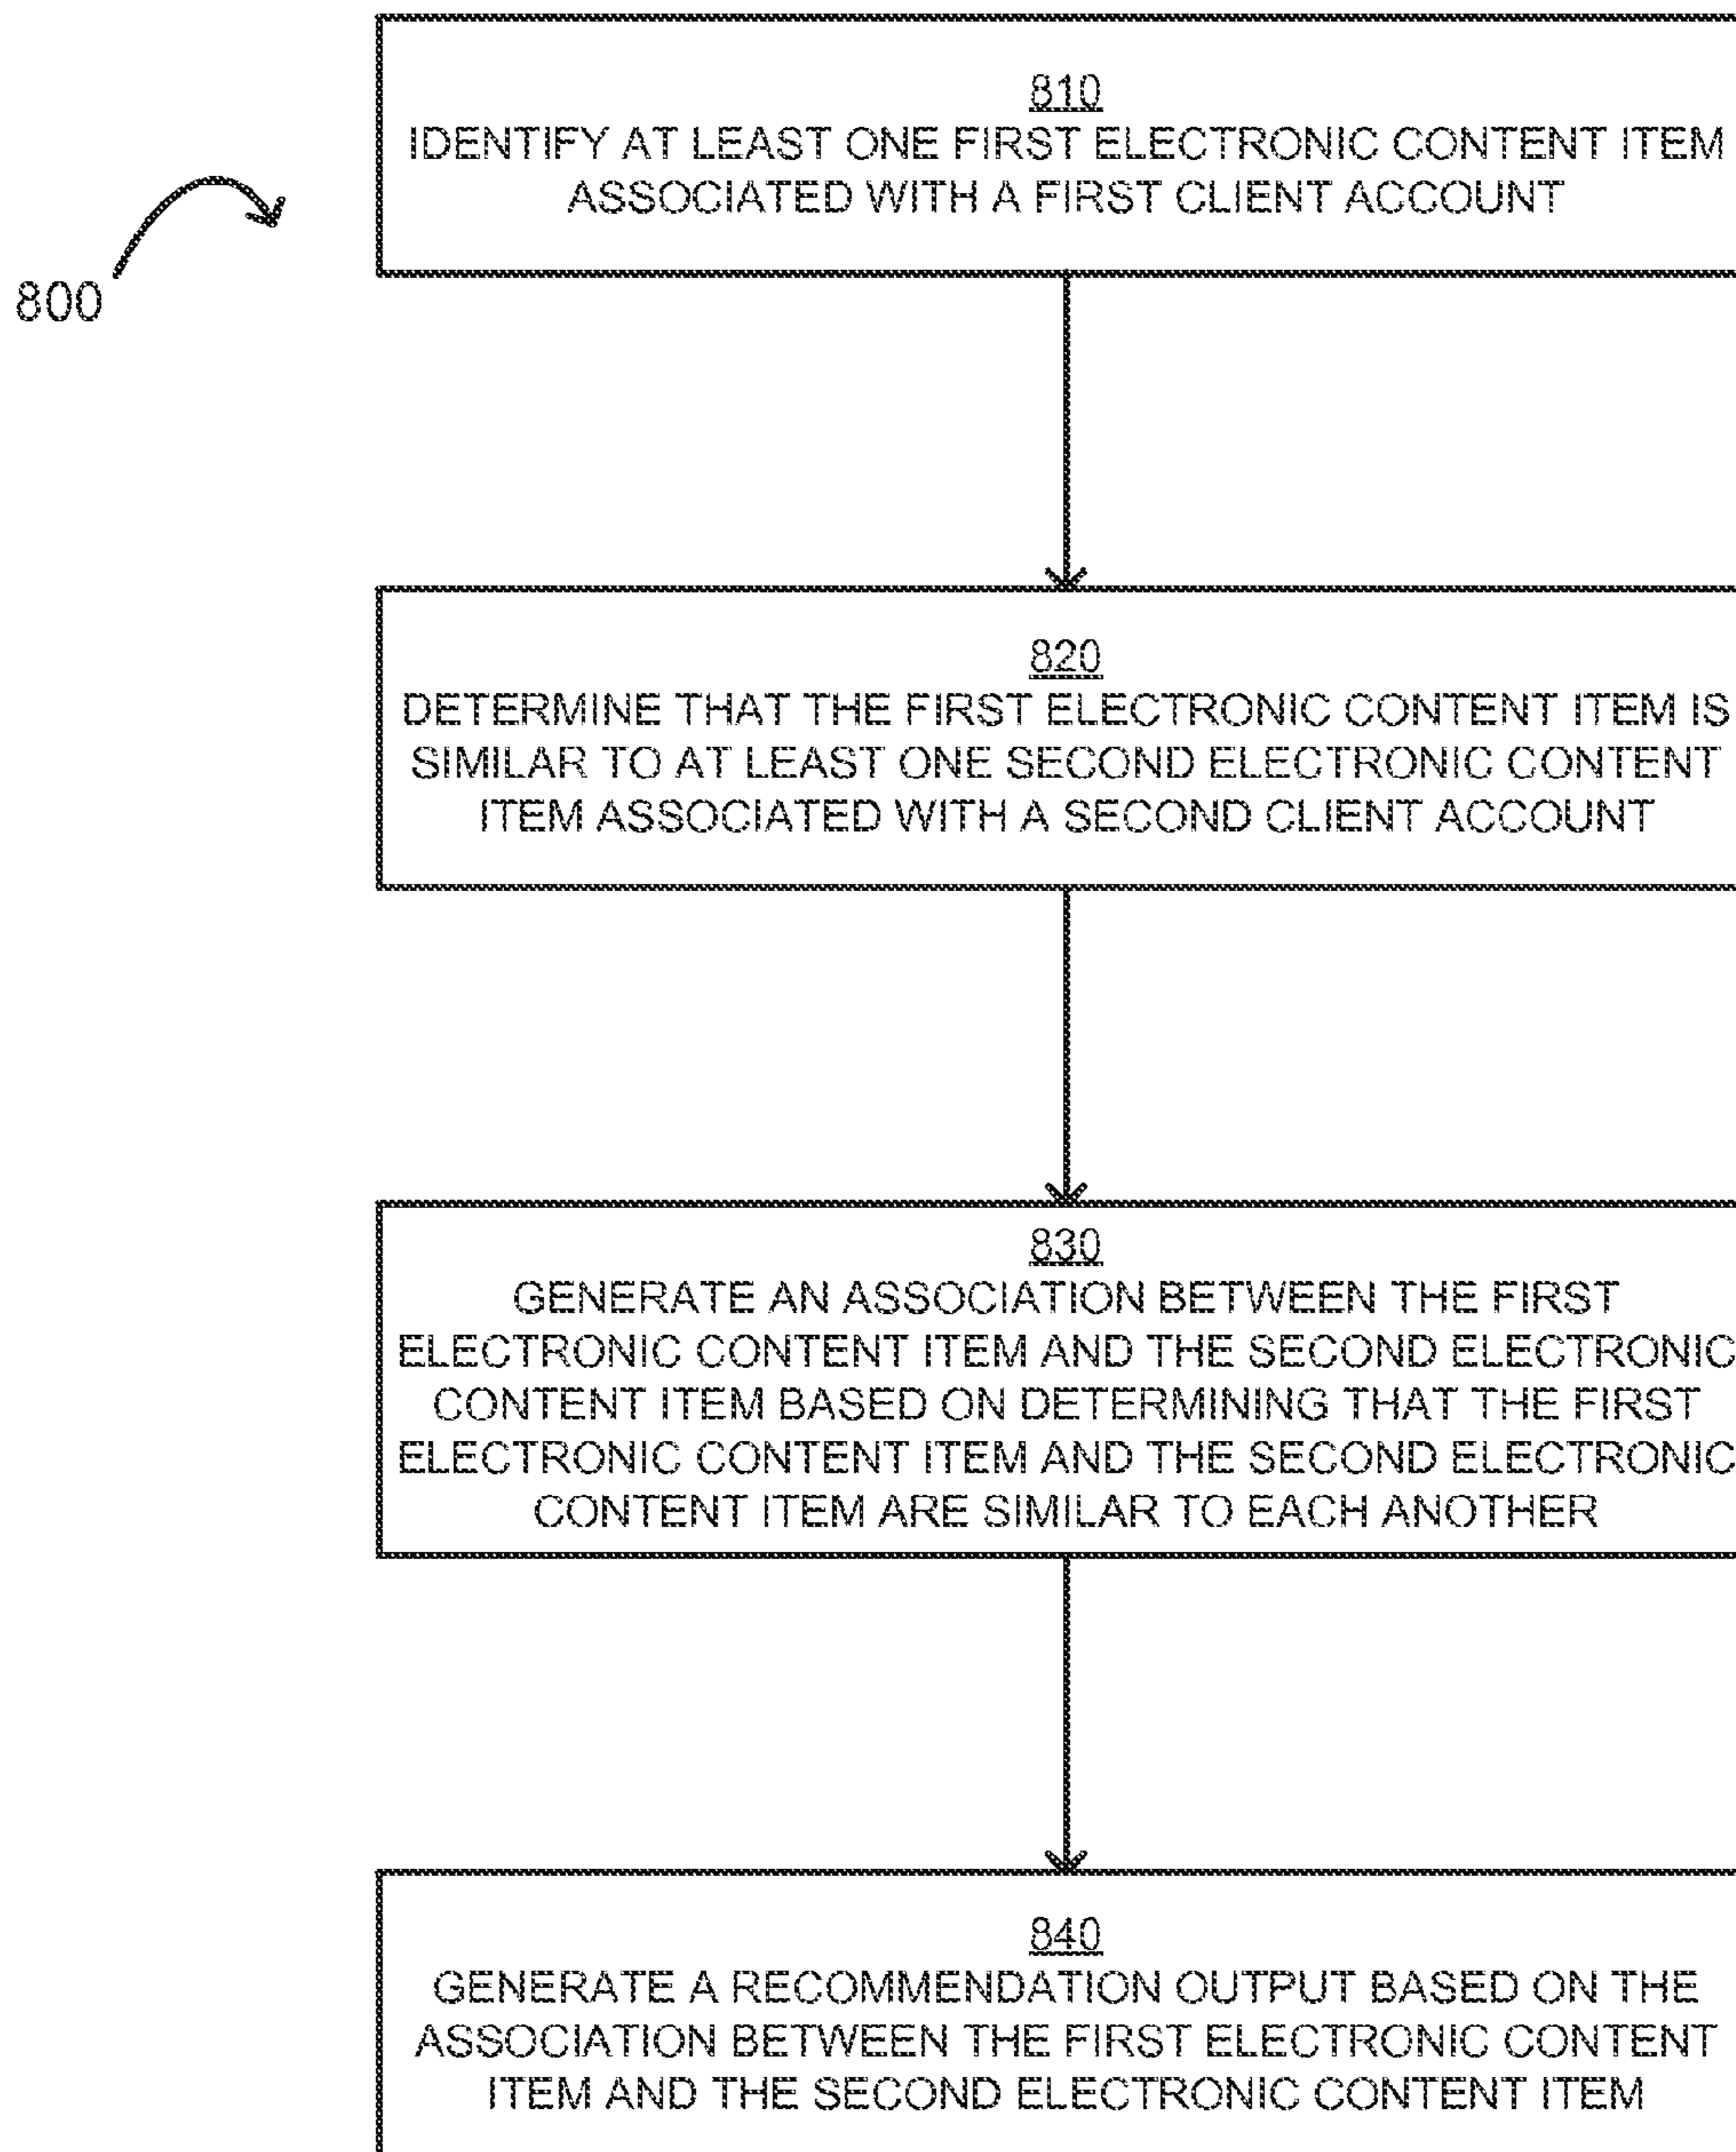 800
810
IDENTIFY AT LEAST ONE FIRST ELECTRONIC CONTENT ITEM
ASSOCIATED WITH A FIRST CLIENT ACCOUNT
820
DETERMINE THAT THE FIRST ELECTRONIC CONTENT ITEM IS
SIMILAR TO AT LEAST ONE SECOND ELECTRONIC CONTENT
ITEM ASSOCIATED WITH A SECOND CLIENT ACCOUNT
830
GENERATE AN ASSOCIATION BETWEEN THE FIRST
ELECTRONIC CONTENT ITEM AND THE SECOND ELECTRONIC
CONTENT ITEM BASED ON DETERMINING THAT THE FIRST
ELECTRONIC CONTENT ITEM AND THE SECOND ELECTRONIC
CONTENT ITEM ARE SIMILAR TO EACH ANOTHER
840
GENERATE A RECOMMENDATION OUTPUT BASED ON THE
ASSOCIATION BETWEEN THE FIRST ELECTRONIC CONTENT
ITEM AND THE SECOND ELECTRONIC CONTENT ITEM